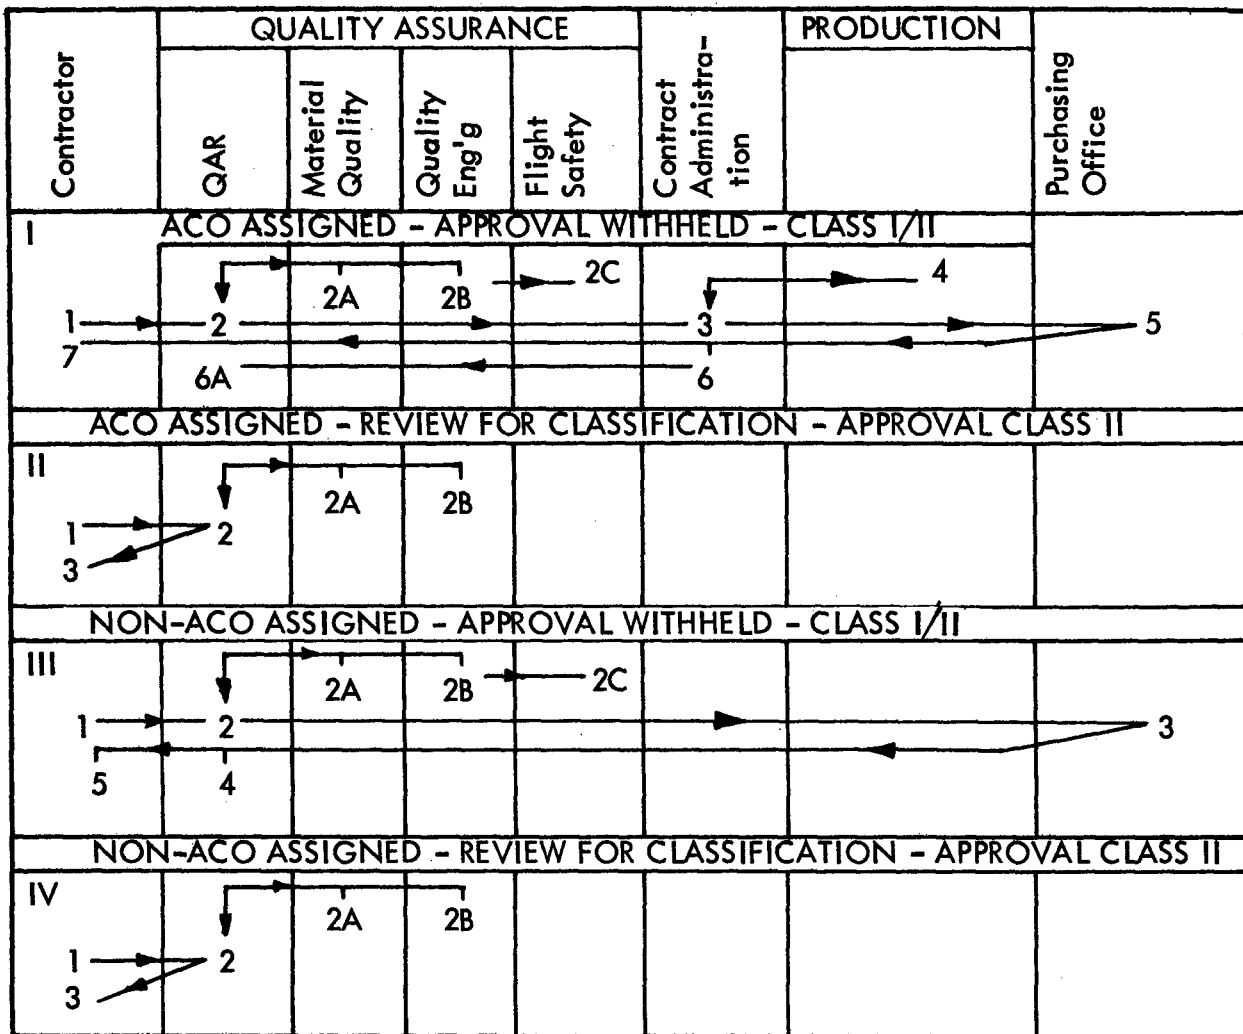 QUALITY ASSURANCE
PRODUCTION
Contractor
QAR
Material
Quality
Quality
Eng'g
Flight
Safety
Contract
Administra-
tion
Purchasing
Office
I
ACO ASSIGNED - APPROVAL WITHHELD - CLASS I/II
2C
4
2A
2B
1
2
3
5
7
6A
6
ACO ASSIGNED - REVIEW FOR CLASSIFICATION - APPROVAL CLASS II
II
2A
2B
1
2
3
NON-ACO ASSIGNED - APPROVAL WITHHELD - CLASS I/II
III
2A
2B
2C
1
2
3
5
4
NON-ACO ASSIGNED - REVIEW FOR CLASSIFICATION - APPROVAL CLASS II
IV
2A
2B
1
2
3